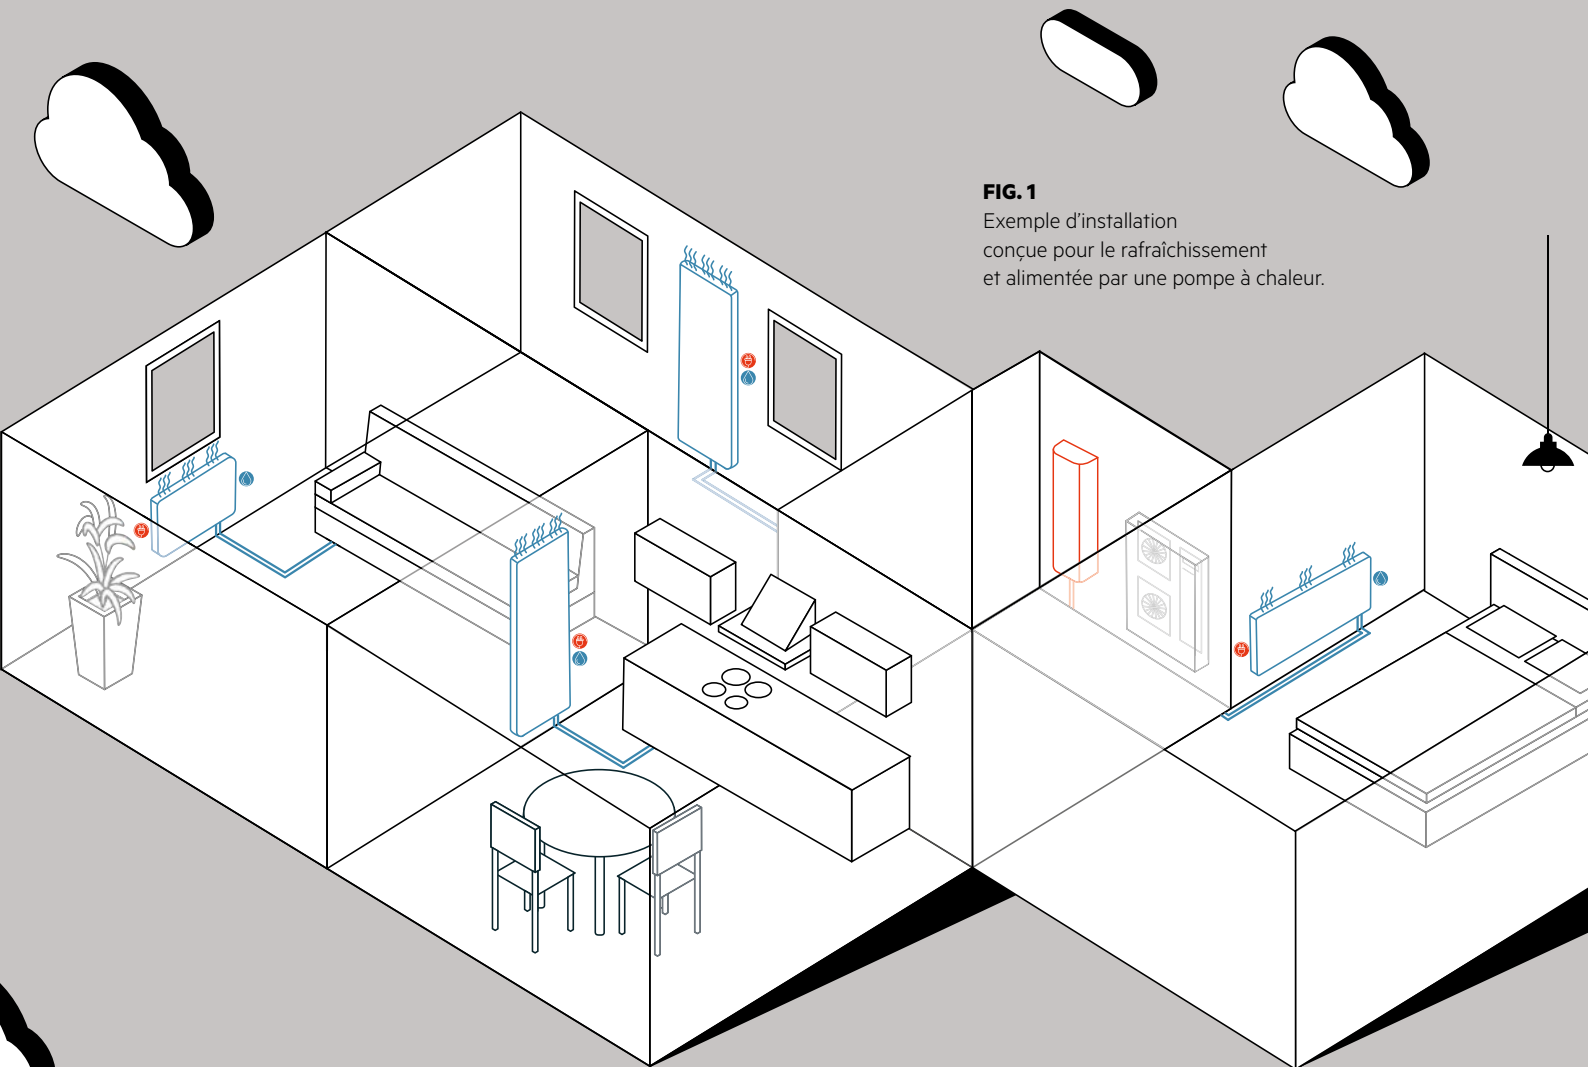 FIG. 1
Exemple d’installation
conçue pour le rafraîchissement
et alimentée par une pompe à chaleur.